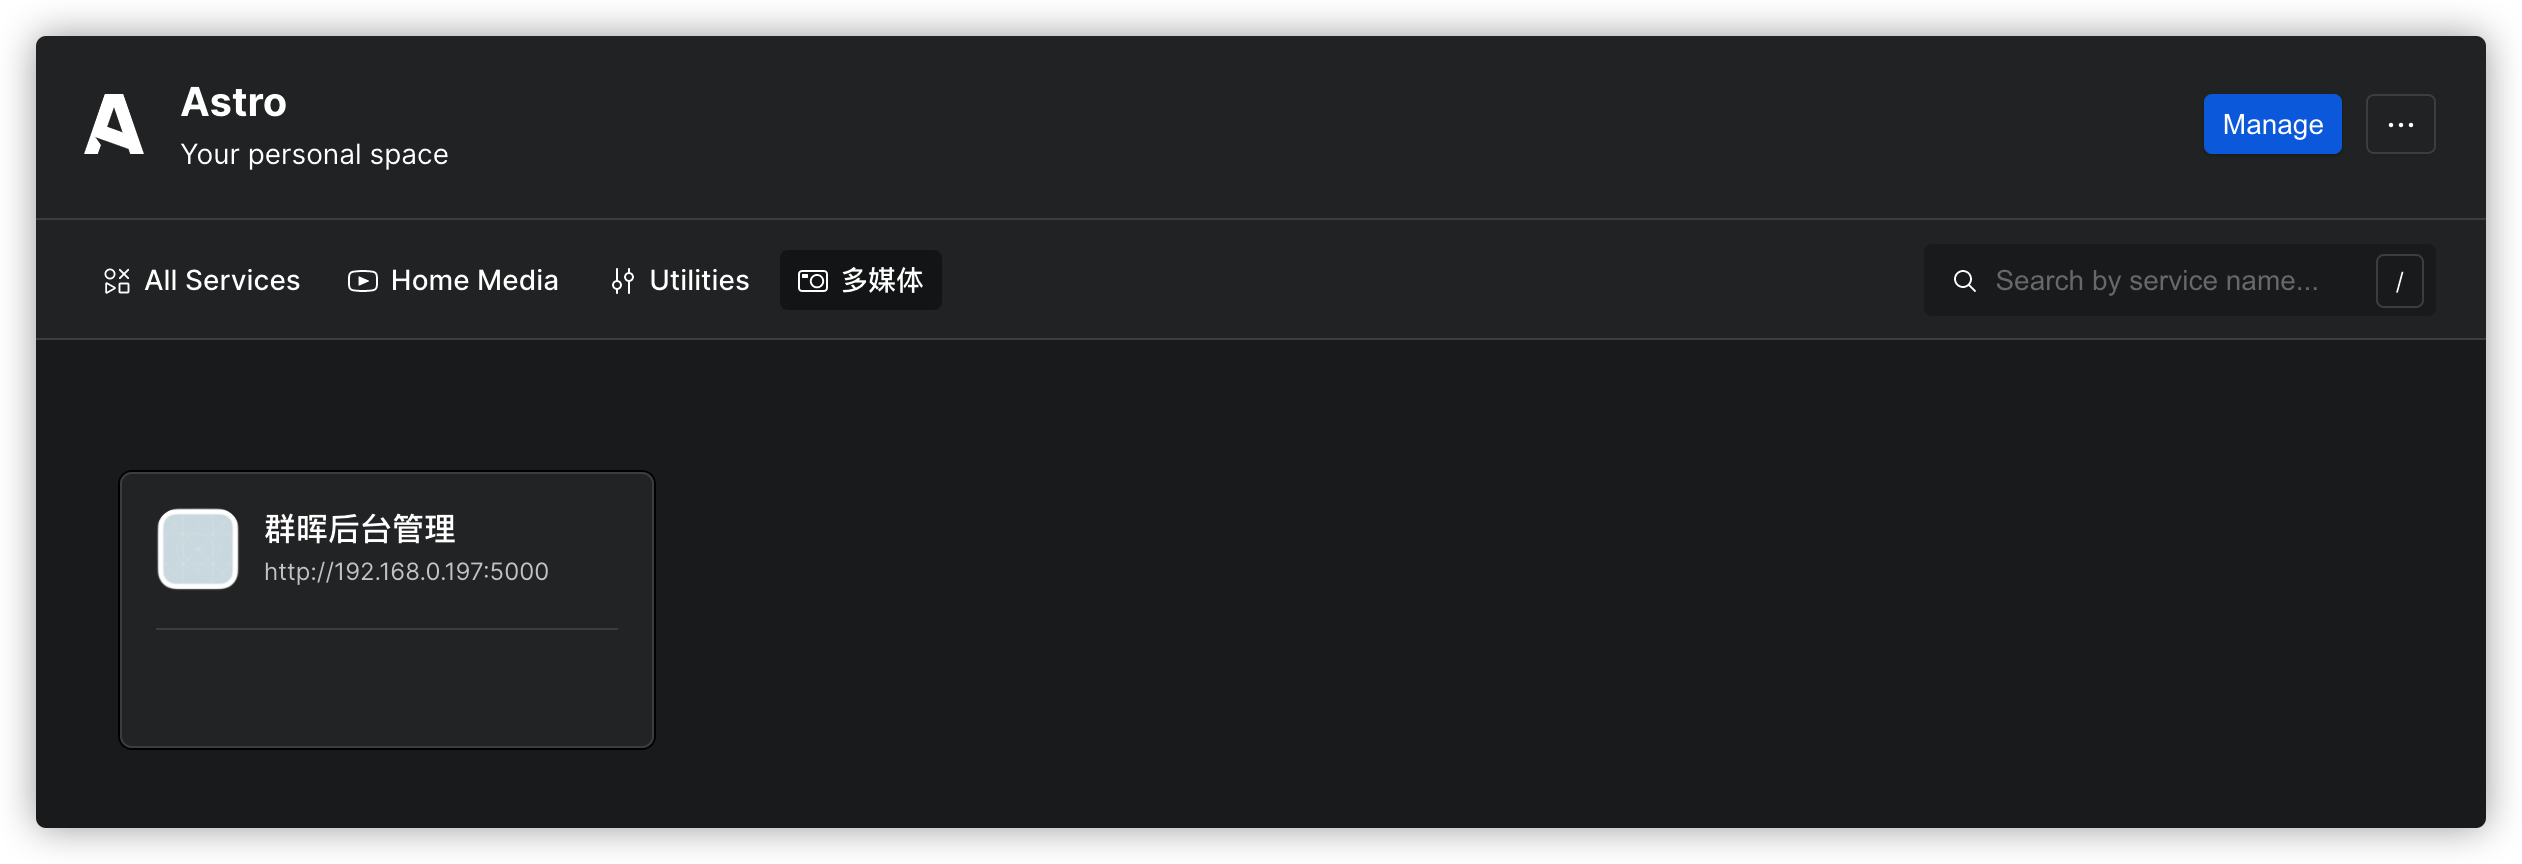 Astro
Your personal space
Manage
...
All Services
Home Media
Utilities
多媒体
Search by service name...
/
群晖后台管理
http://192.168.0.197:5000